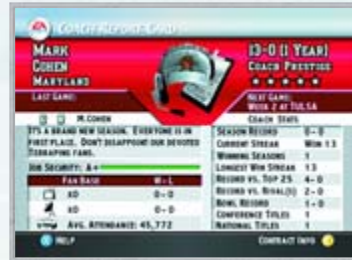 EA
COACH REPORT CARD
MARK
COHEN
MARYLAND
13-0 (1 YEAR)
COACH PRESTIGE
LAST GAME:
NEXT GAME:
WEEK 2 AT TULSA
M.COHEN
COACH STATS
IT'S A BRAND NEW SEASON. EVERYONE IS IN
FIRST PLACE. DON'T DISAPPOINT OUR DEVOTED
TERRAPINS FANS.
JOB SECURITY: A+
FAN BASE W-L
X0 0-0
X0 0-0
AVG. ATTENDANCE: 45,772
SEASON RECORD 0-0
CURRENT STREAK WON 13
WINNING SEASONS 1
LONGEST WIN STREAK 13
RECORD VS. TOP 25 4-0
RECORD VS. RIVAL(S) 2-0
BOWL RECORD 1-0
CONFERENCE TITLES 1
NATIONAL TITLES 1
HELP
CONTRACT INFO